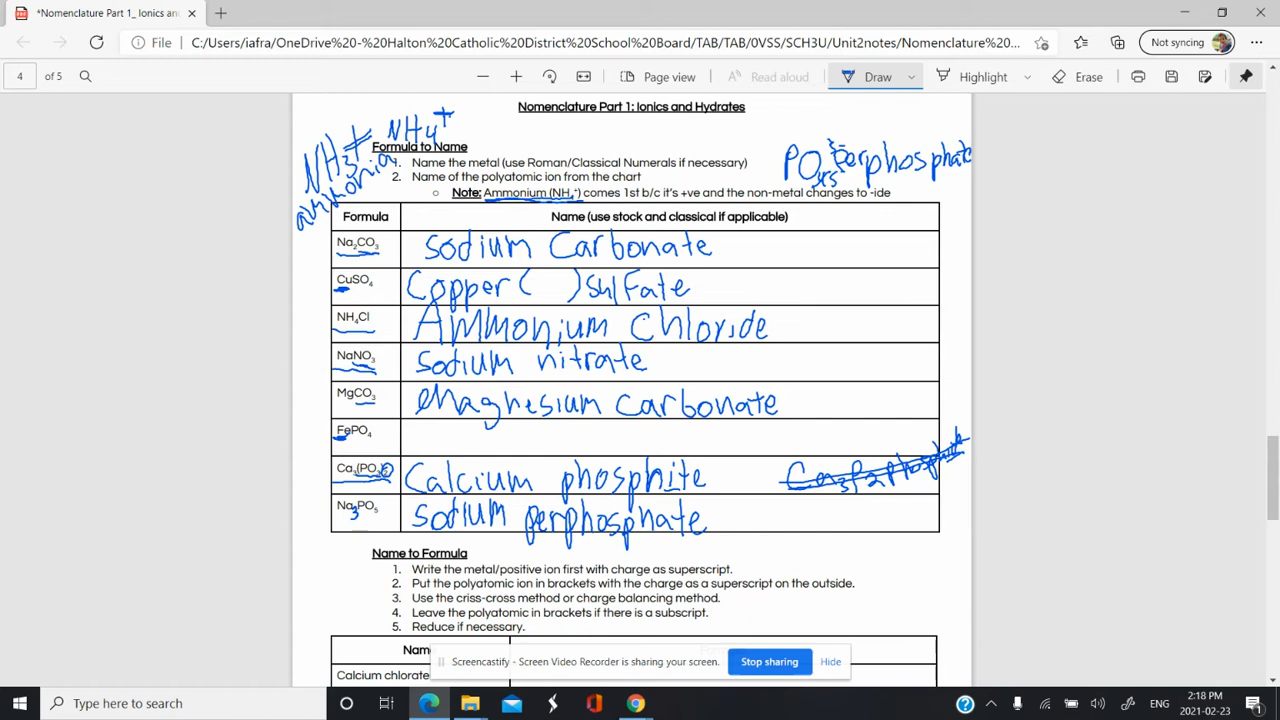 *Nomenclature Part 1_ Ionics and
File C:/Users/iafra/OneDrive%20-%20Halton%20Catholic%20District%20School%20Board/TAB/TAB/0VSS/SCH3U/Unit2notes/Nomenclature%20... Not syncing
4 of 5 Page view Read aloud Draw Highlight Erase
Nomenclature Part 1: Ionics and Hydrates
NH4+
NH3
ammonia
Formula to Name
1. Name the metal (use Roman/Classical Numerals if necessary)
2. Name of the polyatomic ion from the chart
○ Note: Ammonium (NH4+) comes 1st b/c it's +ve and the non-metal changes to -ide
perphosphate
Formula Name (use stock and classical if applicable)
Na2CO3 sodium Carbonate
CuSO4 Copper ( ) sulfate
NH4Cl Ammonium Chloride
NaNO3 sodium nitrate
MgCO3 Magnesium carbonate
FePO4
Ca3(PO3)2 Calcium phosphite
Na3PO5 sodium perphosphate
Name to Formula
1. Write the metal/positive ion first with charge as superscript.
2. Put the polyatomic ion in brackets with the charge as a superscript on the outside.
3. Use the criss-cross method or charge balancing method.
4. Leave the polyatomic in brackets if there is a subscript.
5. Reduce if necessary.
Screencastify - Screen Video Recorder is sharing your screen. Stop sharing Hide
Calcium chlorate
Type here to search
ENG 2:18 PM
2021-02-23